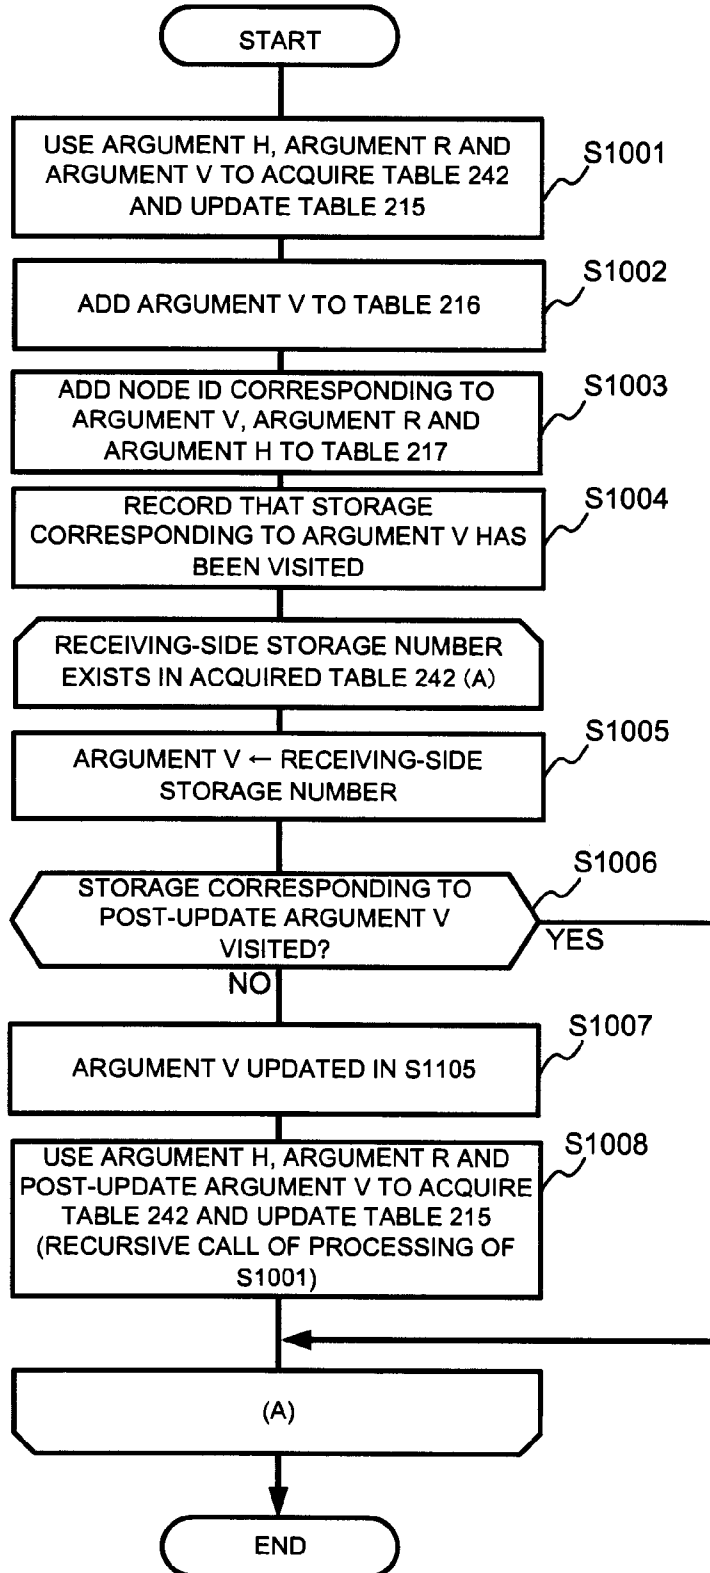 START
USE ARGUMENT H, ARGUMENT R AND
ARGUMENT V TO ACQUIRE TABLE 242
AND UPDATE TABLE 215
S1001
ADD ARGUMENT V TO TABLE 216
S1002
ADD NODE ID CORRESPONDING TO
ARGUMENT V, ARGUMENT R AND
ARGUMENT H TO TABLE 217
S1003
RECORD THAT STORAGE
CORRESPONDING TO ARGUMENT V HAS
BEEN VISITED
S1004
RECEIVING-SIDE STORAGE NUMBER
EXISTS IN ACQUIRED TABLE 242 (A)
ARGUMENT V ← RECEIVING-SIDE
STORAGE NUMBER
S1005
STORAGE CORRESPONDING TO
POST-UPDATE ARGUMENT V
VISITED?
S1006
YES
NO
ARGUMENT V UPDATED IN S1105
S1007
USE ARGUMENT H, ARGUMENT R AND
POST-UPDATE ARGUMENT V TO ACQUIRE
TABLE 242 AND UPDATE TABLE 215
(RECURSIVE CALL OF PROCESSING OF
S1001)
S1008
(A)
END